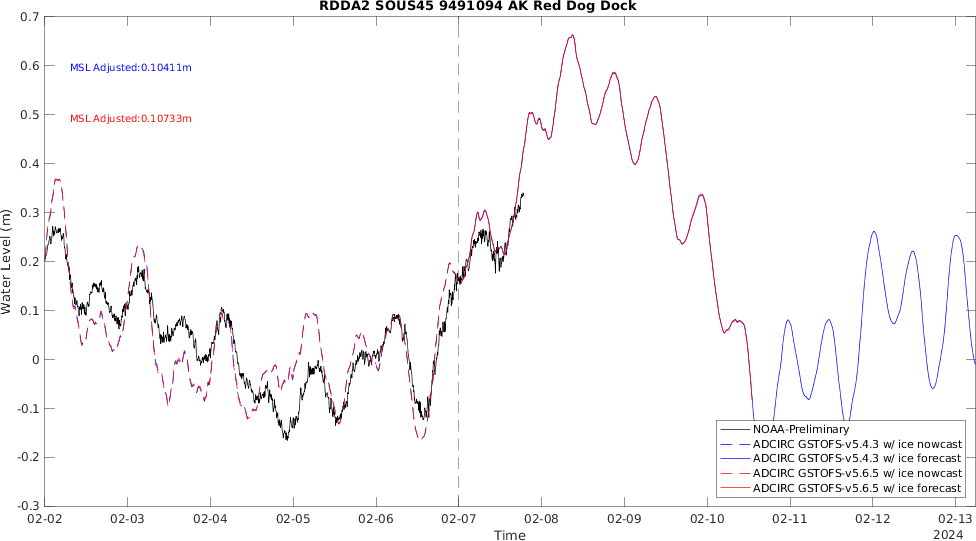 RDDA2 SOUS45 9491094 AK Red Dog Dock
0.7
0.6
0.5
0.4
0.3
0.2
0.1
0
-0.1
-0.2
-0.3
Water Level (m)
MSL Adjusted:0.10411m
MSL Adjusted:0.10733m
NOAA-Preliminary
ADCIRC GSTOFS-v5.4.3 w/ ice nowcast
ADCIRC GSTOFS-v5.4.3 w/ ice forecast
ADCIRC GSTOFS-v5.6.5 w/ ice nowcast
ADCIRC GSTOFS-v5.6.5 w/ ice forecast
02-02 02-03 02-04 02-05 02-06 02-07 02-08 02-09 02-10 02-11 02-12 02-13
Time
2024